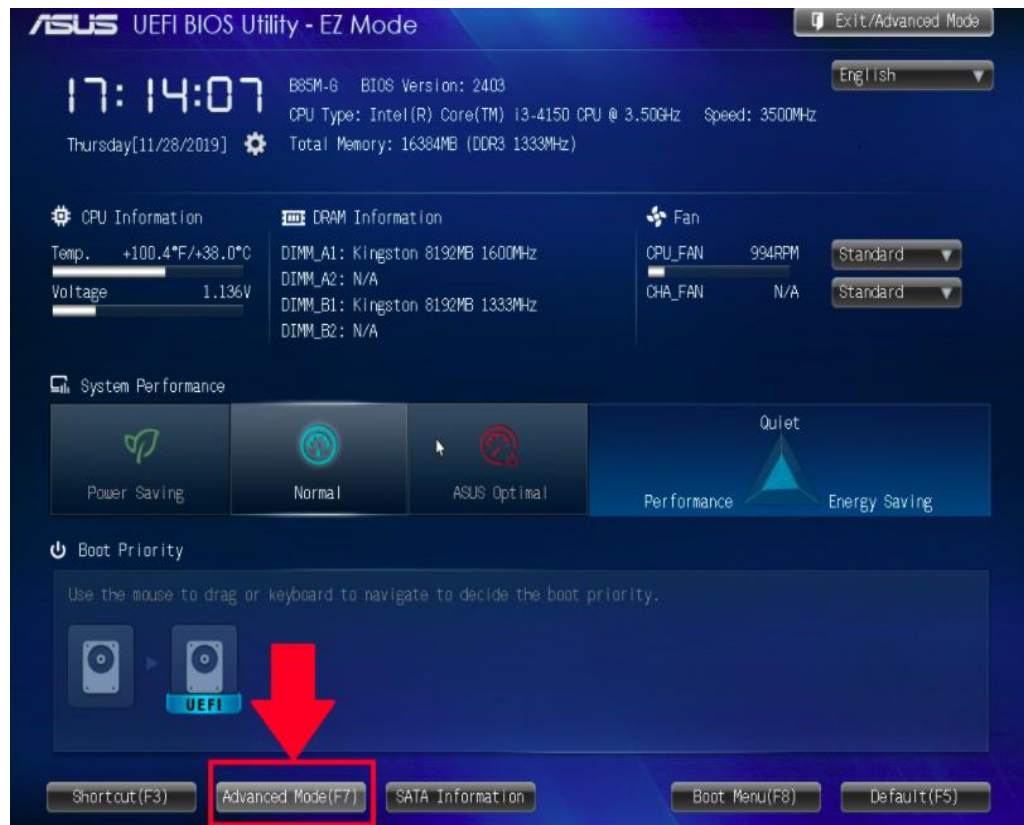 ASUS UEFI BIOS Utility - EZ Mode
Exit/Advanced Mode
17:14:07
Thursday[11/28/2019]
B85M-G BIOS Version: 2403
CPU Type: Intel(R) Core(TM) i3-4150 CPU @ 3.50GHz Speed: 3500MHz
Total Memory: 16384MB (DDR3 1333MHz)
English
CPU Information
Temp. +100.4°F/+38.0°C
Voltage 1.136V
DRAM Information
DIMM_A1: Kingston 8192MB 1600MHz
DIMM_A2: N/A
DIMM_B1: Kingston 8192MB 1333MHz
DIMM_B2: N/A
Fan
CPU_FAN 994RPM Standard
CHA_FAN N/A Standard
System Performance
Power Saving
Normal
ASUS Optimal
Quiet
Performance
Energy Saving
Boot Priority
Use the mouse to drag or keyboard to navigate to decide the boot priority.
UEFI
Shortcut(F3)
Advanced Mode(F7)
SATA Information
Boot Menu(F8)
Default(F5)